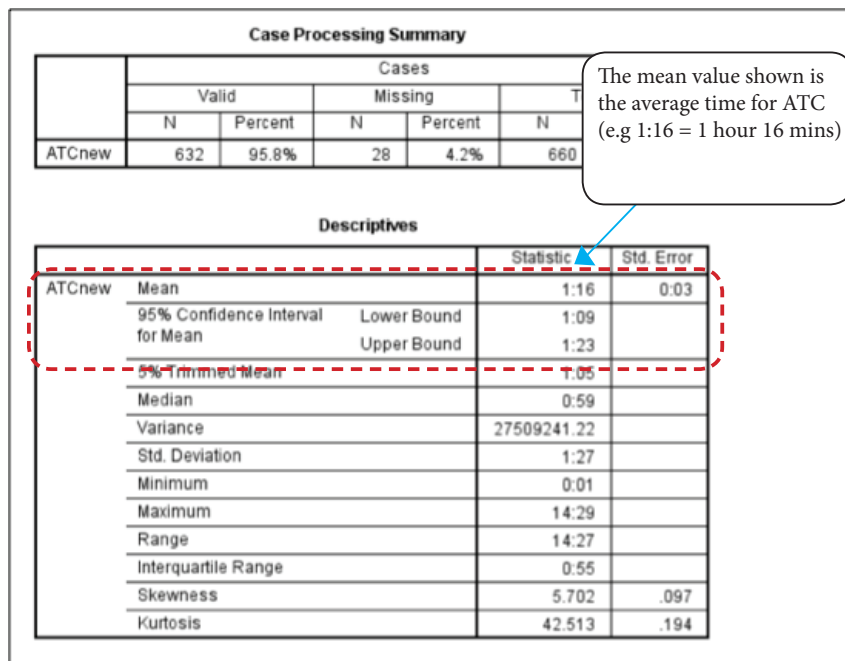 Case Processing Summary
Cases
Valid Missing
N Percent N Percent N
ATCnew 632 95.8% 28 4.2% 660
The mean value shown is
the average time for ATC
(e.g 1:16 = 1 hour 16 mins)
Descriptives
Statistic Std. Error
ATCnew Mean 1:16 0:03
95% Confidence Interval Lower Bound 1:09
for Mean Upper Bound 1:23
5% Trimmed Mean 1:05
Median 0:59
Variance 27509241.22
Std. Deviation 1:27
Minimum 0:01
Maximum 14:29
Range 14:27
Interquartile Range 0:55
Skewness 5.702 .097
Kurtosis 42.513 .194